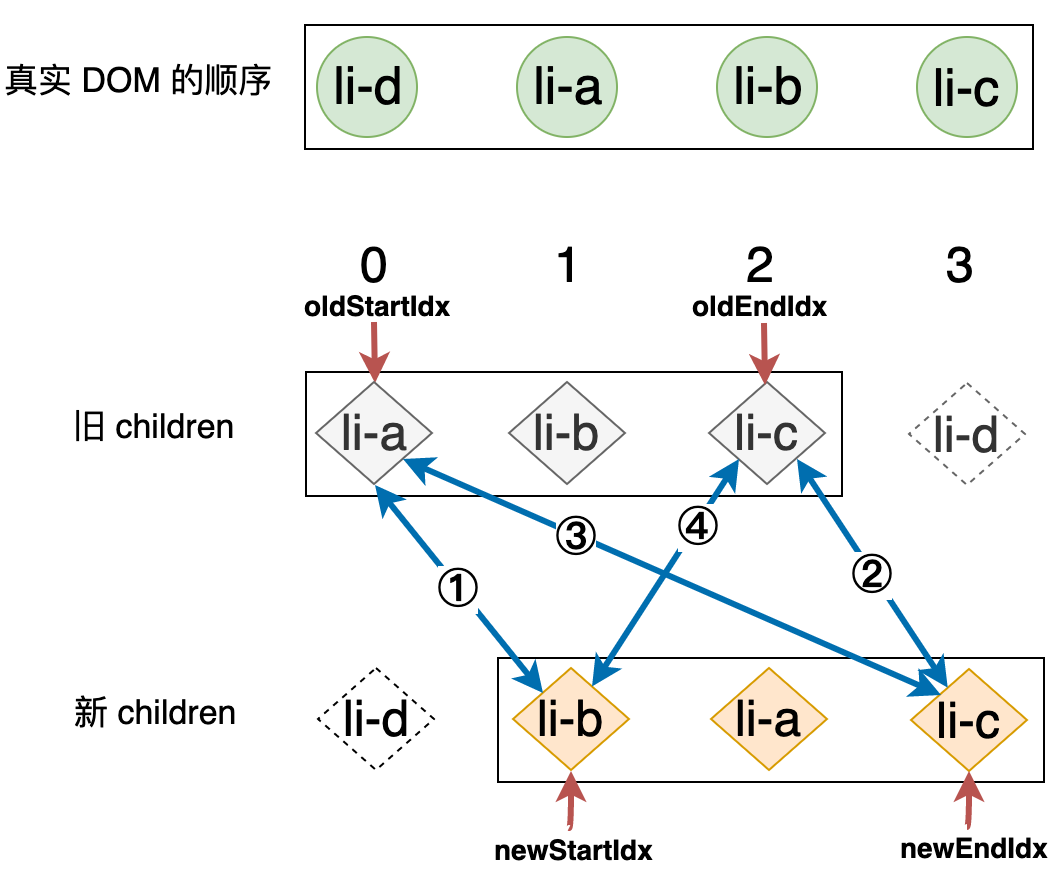 真实 DOM 的顺序 li-d li-a li-b li-c
0 1 2 3
oldStartIdx oldEndIdx
旧 children li-a li-b li-c li-d
③ ④
① ②
新 children li-d li-b li-a li-c
newStartIdx newEndIdx